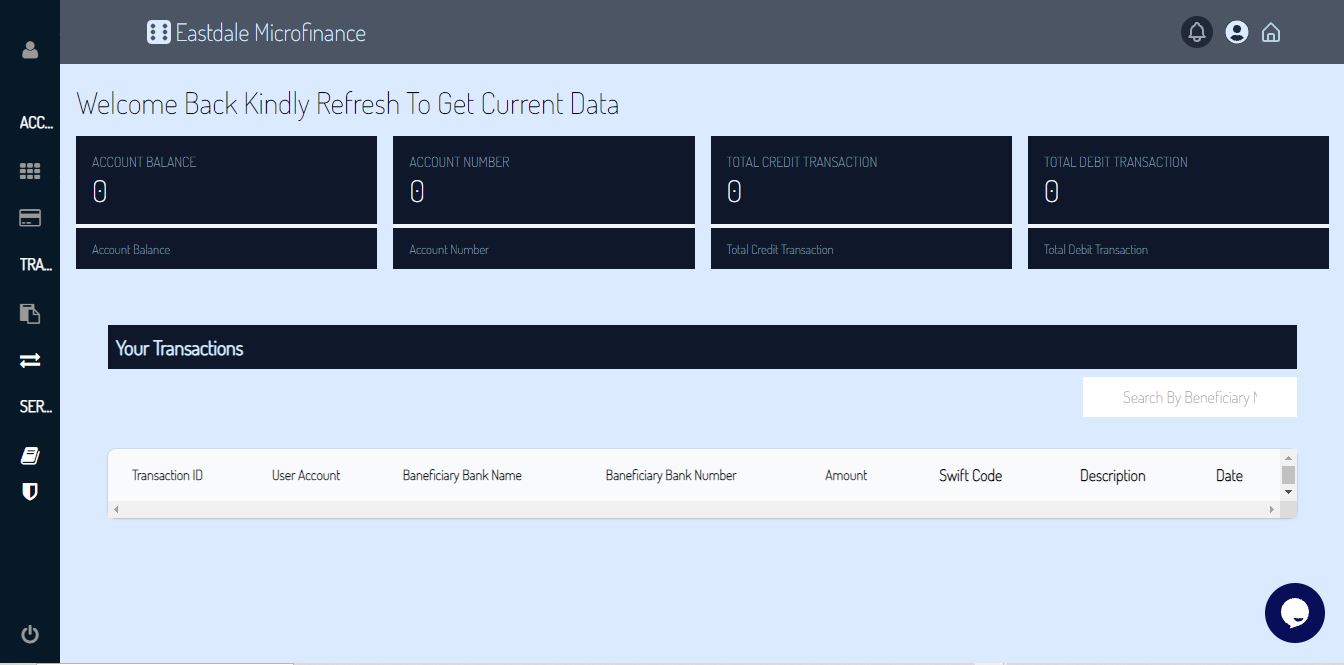 Eastdale Microfinance
Welcome Back Kindly Refresh To Get Current Data
ACC...
TRA...
SER...
ACCOUNT BALANCE
0
Account Balance
ACCOUNT NUMBER
0
Account Number
TOTAL CREDIT TRANSACTION
0
Total Credit Transaction
TOTAL DEBIT TRANSACTION
0
Total Debit Transaction
Your Transactions
Search By Beneficiary N
Transaction ID User Account Baneficiary Bank Name Baneficiary Bank Number Amount Swift Code Description Date